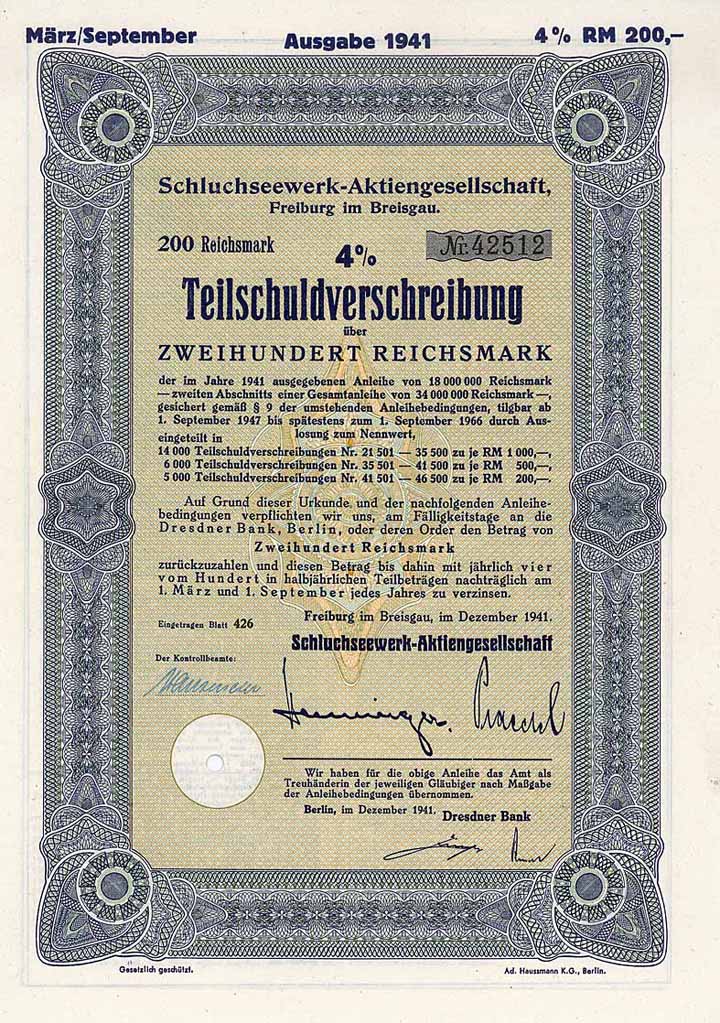 März/September Ausgabe 1941 4% RM 200,—
Schluchseewerk-Aktiengesellschaft,
Freiburg im Breisgau.
200 Reichsmark 4% Nr. 42512
Teilschuldverschreibung
über
ZWEIHUNDERT REICHSMARK
der im Jahre 1941 ausgegebenen Anleihe von 18 000 000 Reichsmark
— zweiten Abschnitts einer Gesamtanleihe von 34 000 000 Reichsmark —,
gesichert gemäß § 9 der umstehenden Anleihebedingungen, tilgbar ab
1. September 1947 bis spätestens zum 1. September 1966 durch Aus-
losung zum Nennwert,
eingeteilt in
14 000 Teilschuldverschreibungen Nr. 21 501 — 35 500 zu je RM 1 000,—,
6 000 Teilschuldverschreibungen Nr. 35 501 — 41 500 zu je RM 500,—,
5 000 Teilschuldverschreibungen Nr. 41 501 — 46 500 zu je RM 200,—.
Auf Grund dieser Urkunde und der nachfolgenden Anleihe-
bedingungen verpflichten wir uns, am Fälligkeitstage an die
Dresdner Bank, Berlin, oder deren Order den Betrag von
Zweihundert Reichsmark
zurückzuzahlen und diesen Betrag bis dahin mit jährlich vier
vom Hundert in halbjährlichen Teilbeträgen nachträglich am
1. März und 1. September jedes Jahres zu verzinsen.
Freiburg im Breisgau, im Dezember 1941.
Eingetragen Blatt 426
Schluchseewerk-Aktiengesellschaft
Der Kontrollbeamte:
Wir haben für die obige Anleihe das Amt als
Treuhänderin der jeweiligen Gläubiger nach Maßgabe
der Anleihebedingungen übernommen.
Berlin, im Dezember 1941.
Dresdner Bank
Gesetzlich geschützt.
Ad. Haussmann K.G., Berlin.